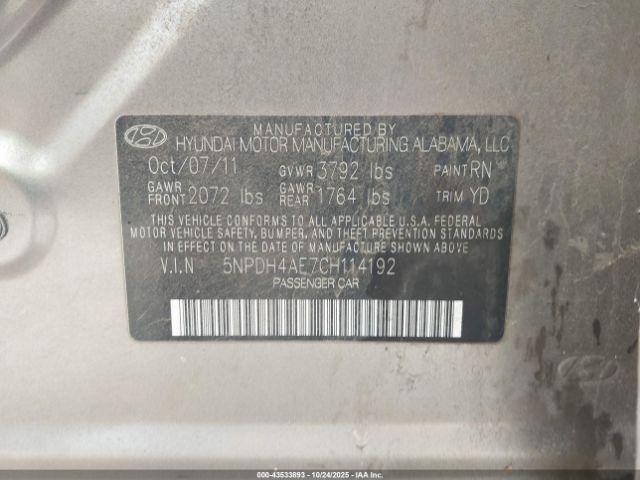 MANUFACTURED BY
HYUNDAI MOTOR MANUFACTURING ALABAMA, LLC
Oct/07/11 GVWR 3792 lbs PAINT RN
GAWR FRONT 2072 lbs GAWR REAR 1764 lbs TRIM YD
THIS VEHICLE CONFORMS TO ALL APPLICABLE U.S.A. FEDERAL
MOTOR VEHICLE SAFETY, BUMPER, AND THEFT PREVENTION
STANDARDS IN EFFECT ON THE DATE OF MANUFACTURE SHOWN ABOVE.
V.I.N 5NPDH4AE7CH114192
PASSENGER CAR
000-43533893 - 10/24/2025 - IAAI.COM